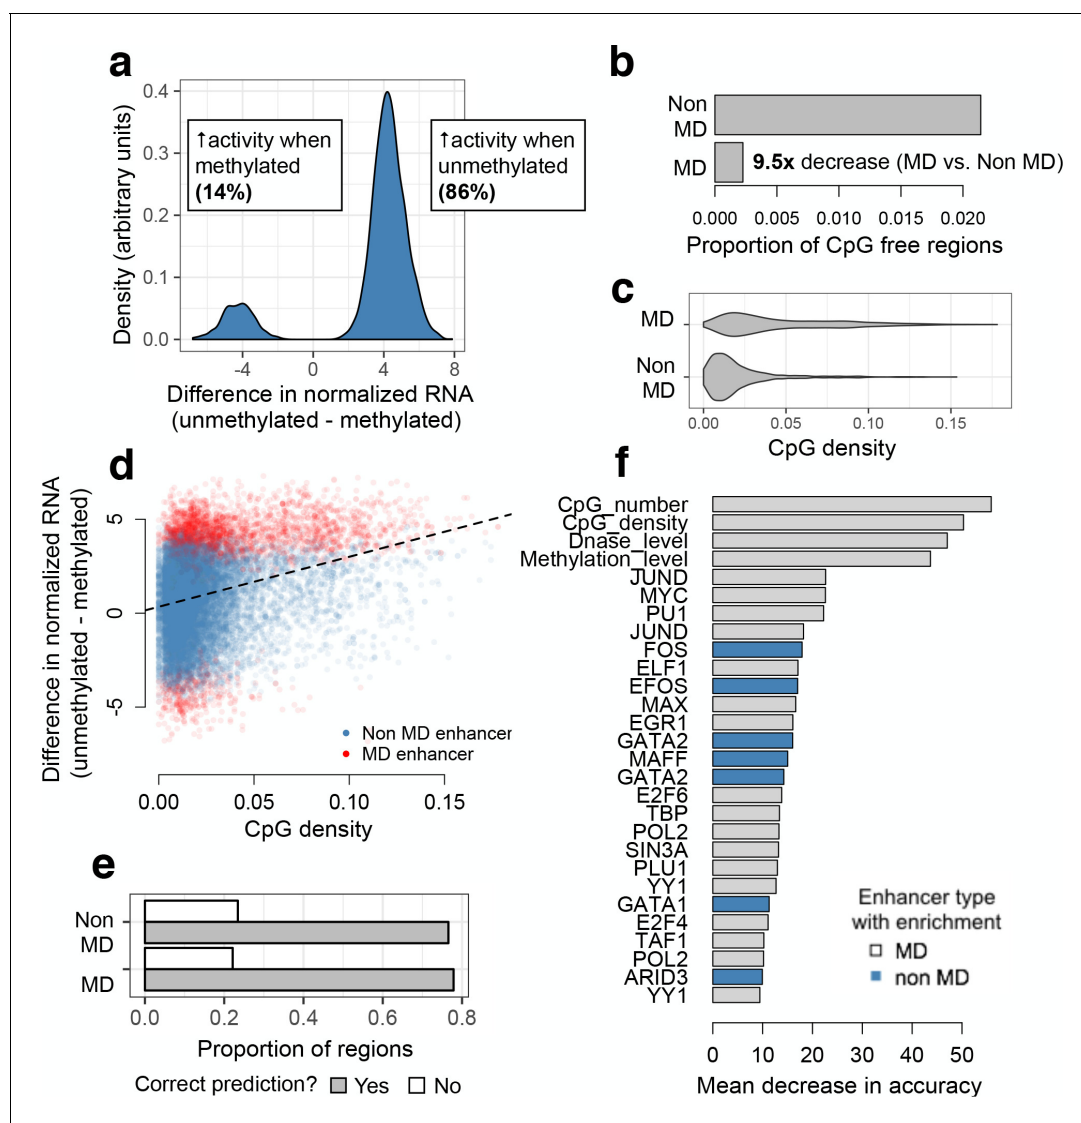 a
Density (arbitrary units)
0.4
0.3
0.2
0.1
0.0
↑activity when
methylated
(14%)
↑activity when
unmethylated
(86%)
-4
0
4
8
Difference in normalized RNA
(unmethylated - methylated)
b
Non
MD
MD
9.5x decrease (MD vs. Non MD)
0.000 0.005 0.010 0.015 0.020
Proportion of CpG free regions
c
MD
Non
MD
0.00 0.05 0.10 0.15
CpG density
d
Difference in normalized RNA
(unmethylated - methylated)
5
0
-5
Non MD enhancer
MD enhancer
0.00 0.05 0.10 0.15
CpG density
e
Non
MD
MD
0.0 0.2 0.4 0.6 0.8
Proportion of regions
Correct prediction? Yes No
f
CpG_number
CpG_density
Dnase_level
Methylation_level
JUND
MYC
PU1
JUND
FOS
ELF1
EFOS
MAX
EGR1
GATA2
MAFF
GATA2
E2F6
TBP
POL2
SIN3A
PLU1
YY1
GATA1
E2F4
TAF1
POL2
ARID3
YY1
Enhancer type
with enrichment
MD
non MD
0 10 20 30 40 50
Mean decrease in accuracy